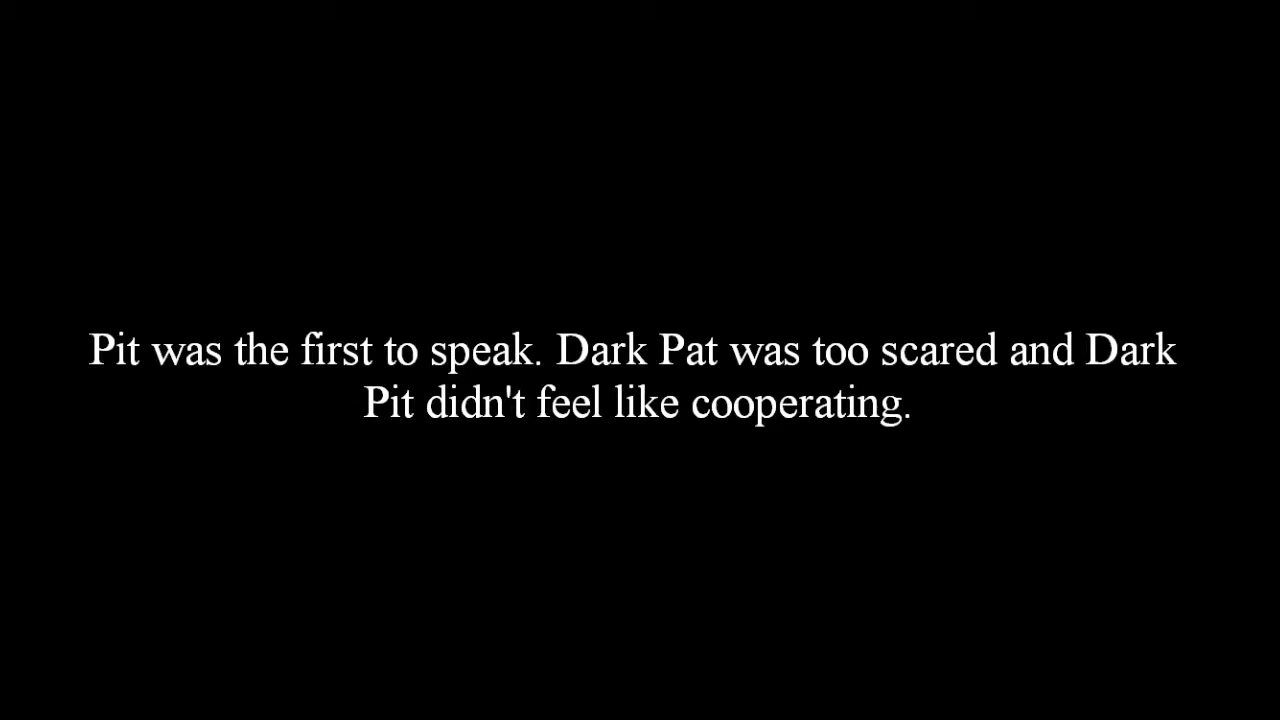 Pit was the first to speak. Dark Pat was too scared and Dark
Pit didn't feel like cooperating.